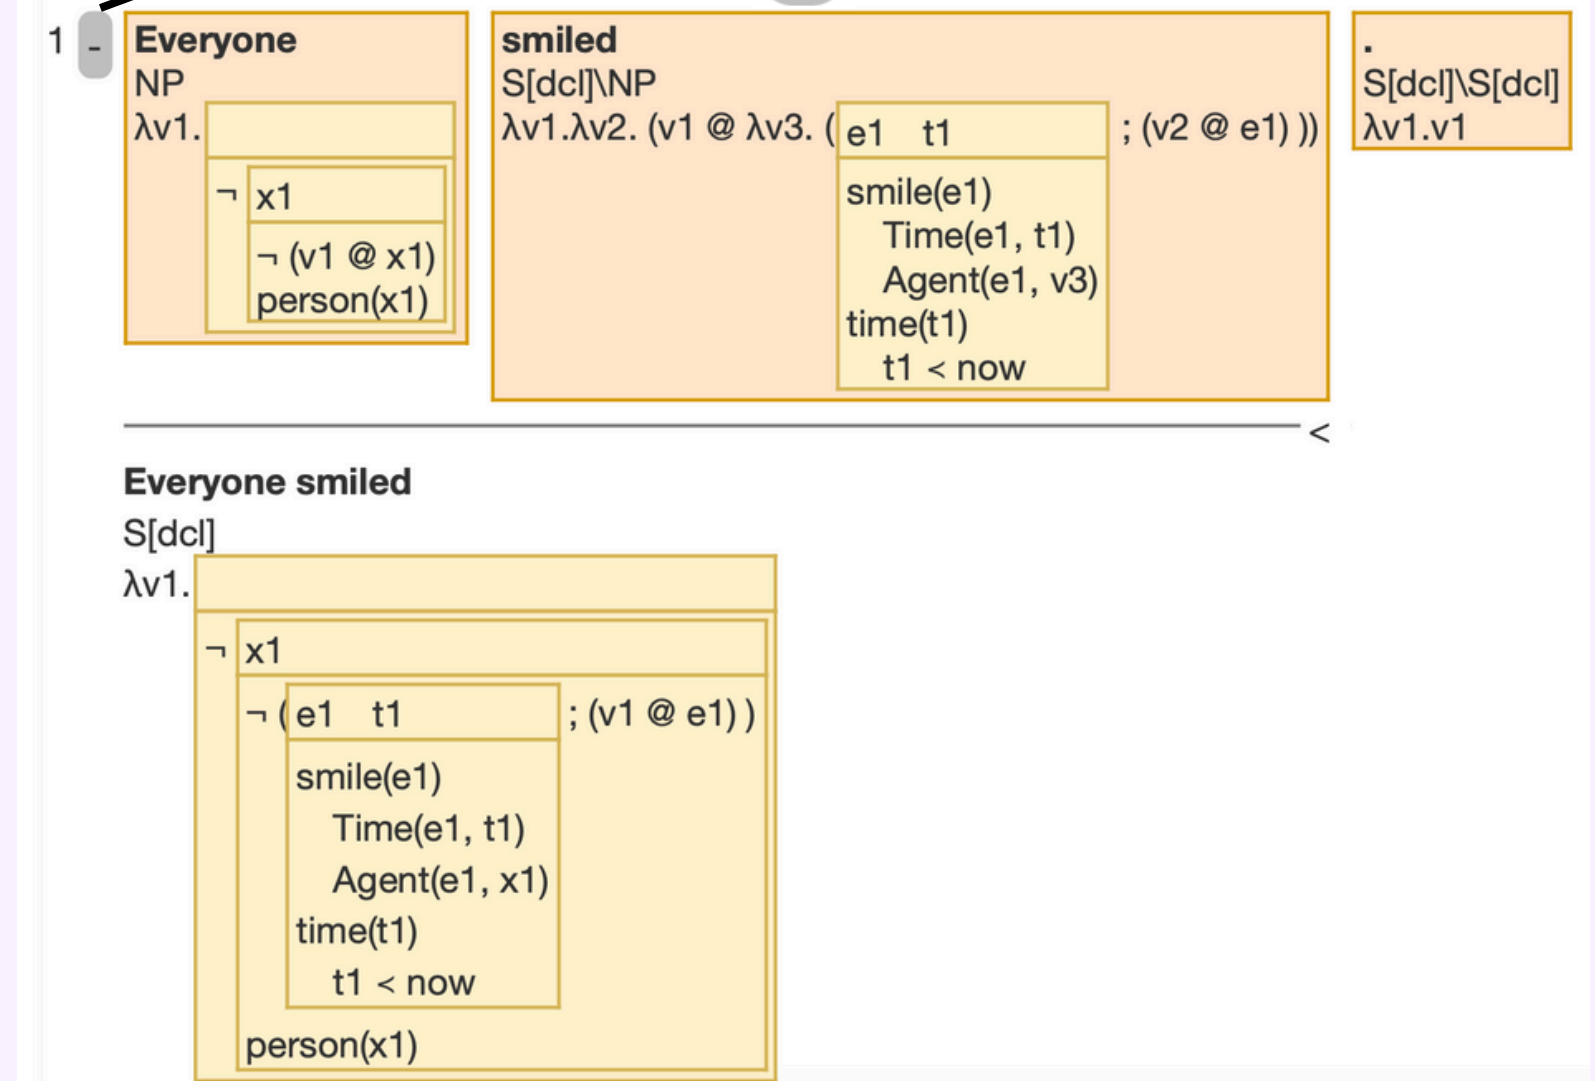 1 - Everyone
NP
λv1.
¬ x1
¬ (v1 @ x1)
person(x1)
smiled
S[dcl]\NP
λv1.λv2. (v1 @ λv3. ( e1 t1 ; (v2 @ e1) ))
smile(e1)
Time(e1, t1)
Agent(e1, v3)
time(t1)
t1 < now
.
S[dcl]\S[dcl]
λv1.v1
<
Everyone smiled
S[dcl]
λv1.
¬ x1
¬ ( e1 t1 ; (v1 @ e1) )
smile(e1)
Time(e1, t1)
Agent(e1, x1)
time(t1)
t1 < now
person(x1)